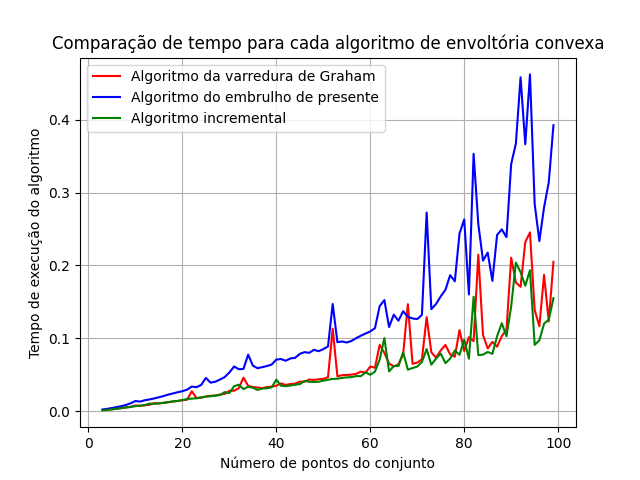 Comparação de tempo para cada algoritmo de envoltória convexa
Algoritmo da varredura de Graham
Algoritmo do embrulho de presente
Algoritmo incremental
Tempo de execução do algoritmo
0.4
0.3
0.2
0.1
0.0
0 20 40 60 80 100
Número de pontos do conjunto